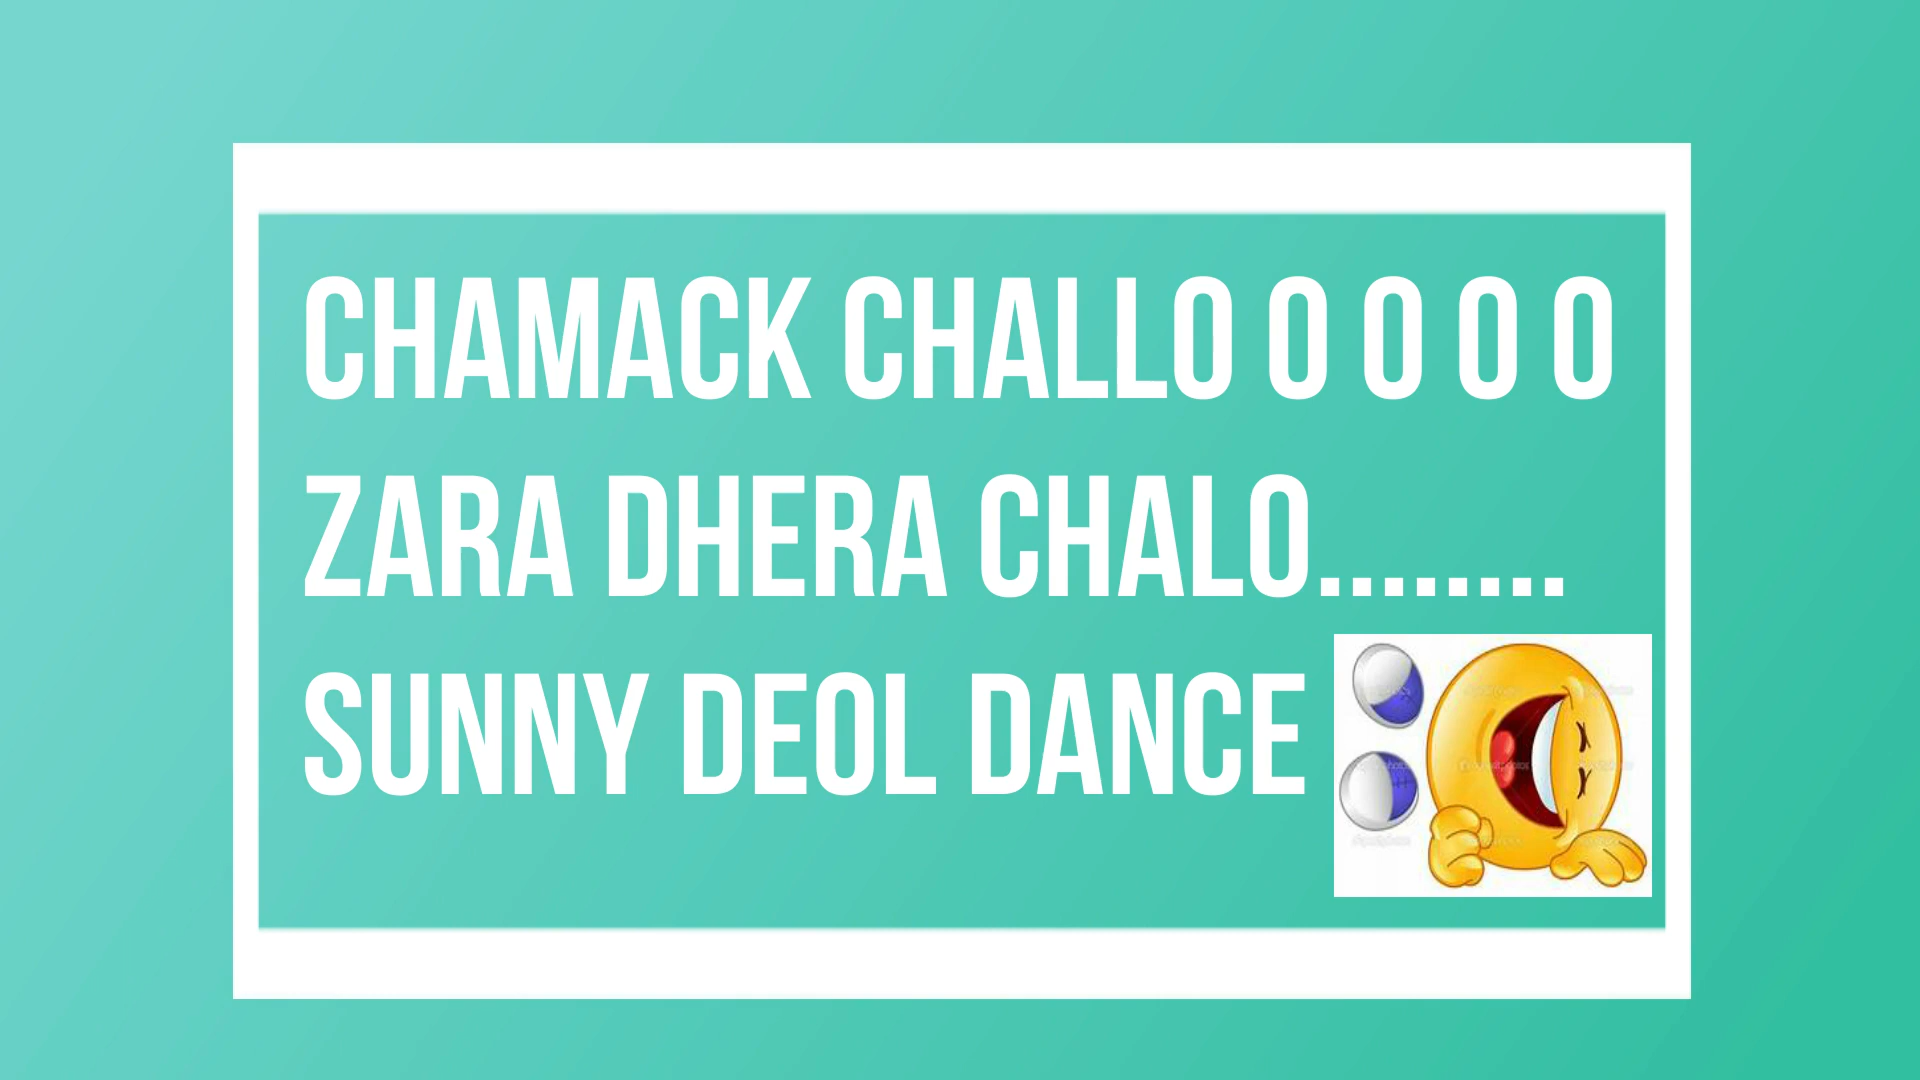 CHAMACK CHALLO O O O O
ZARA DHERA CHALO........
SUNNY DEOL DANCE